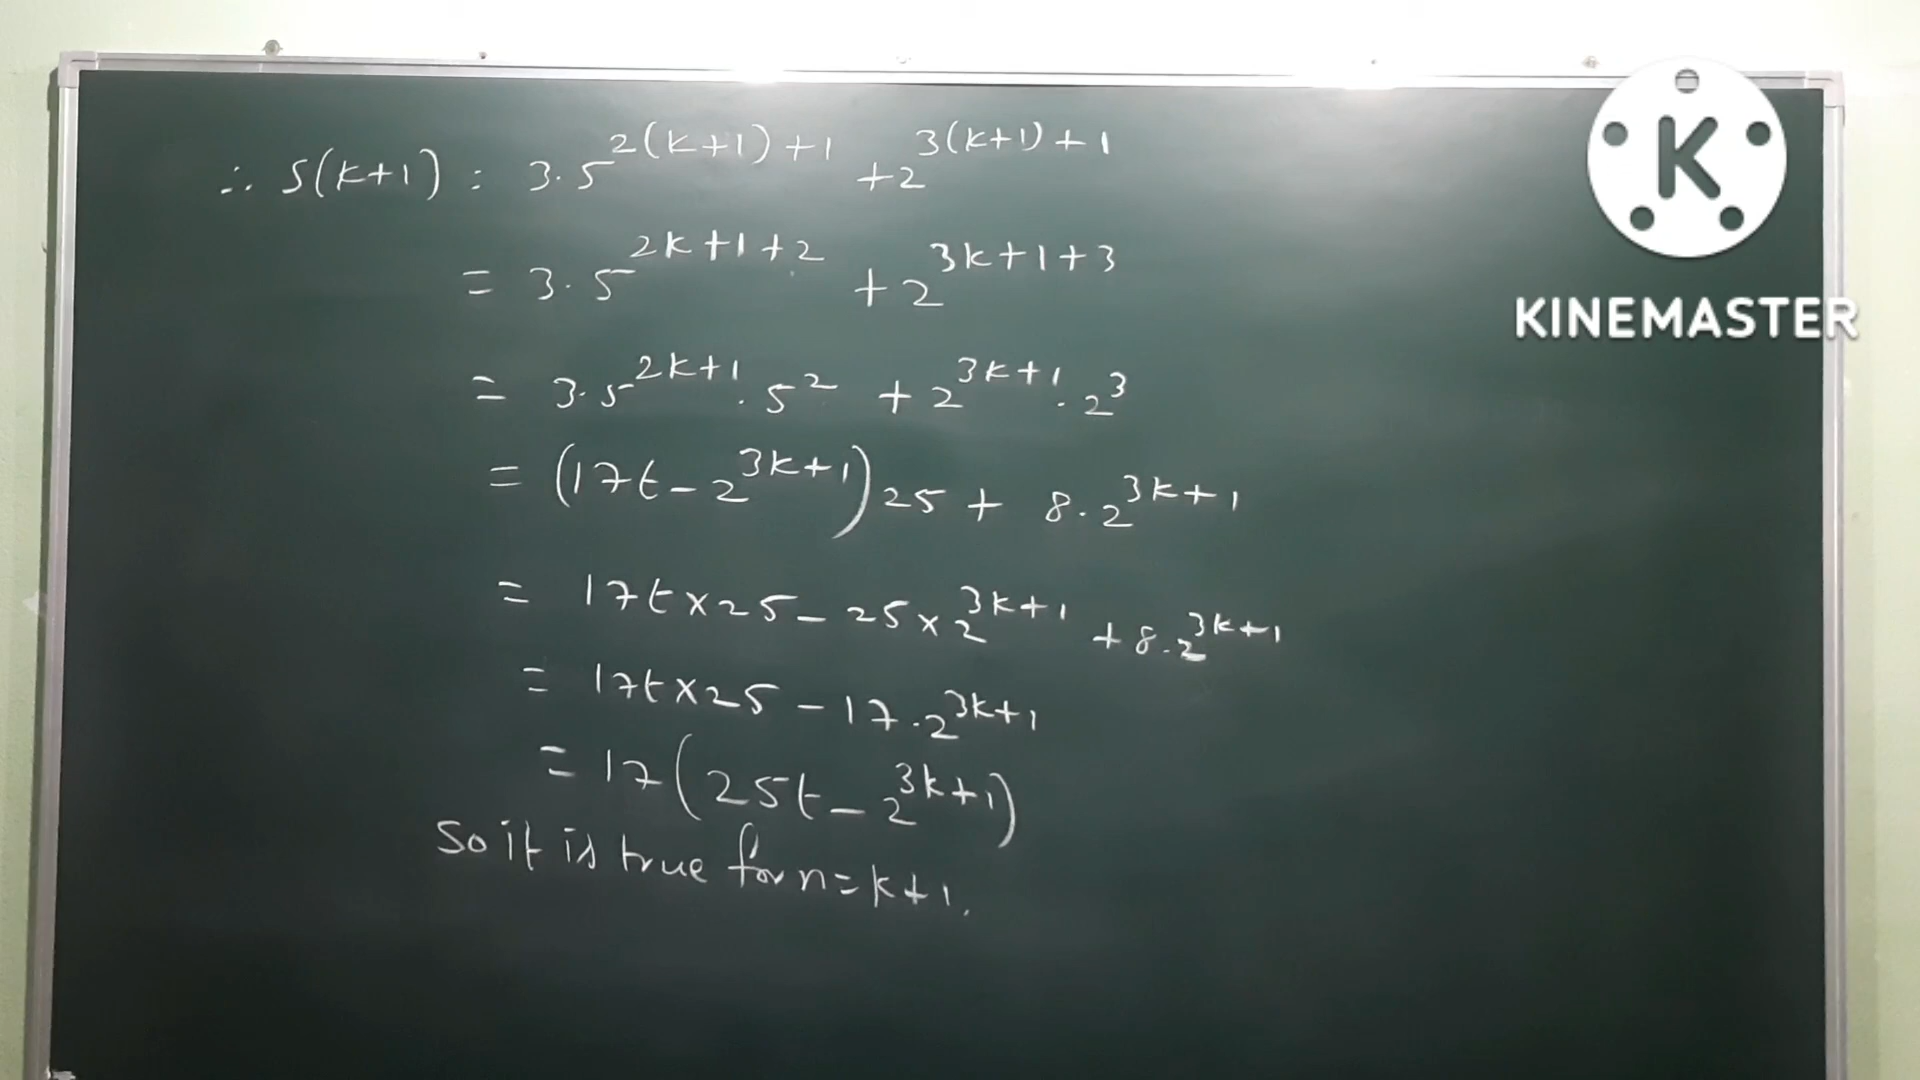 ∴ S(k+1) : 3·5^{2(k+1)+1} + 2^{3(k+1)+1}
= 3·5^{2k+1+2} + 2^{3k+1+3}
= 3·5^{2k+1}·5^2 + 2^{3k+1}·2^3
= (17t - 2^{3k+1})25 + 8·2^{3k+1}
= 17t×25 - 25×2^{3k+1} + 8·2^{3k+1}
= 17t×25 - 17·2^{3k+1}
= 17(25t - 2^{3k+1})
So it is true for n=k+1.
K
KINEMASTER